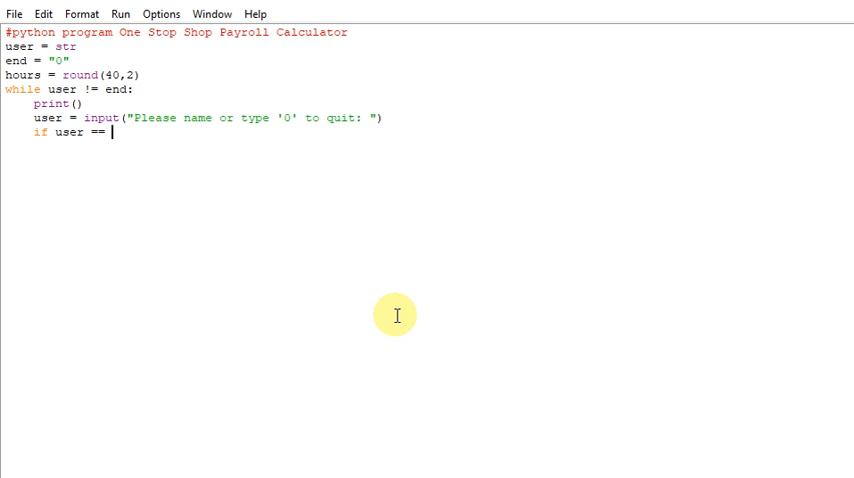 File Edit Format Run Options Window Help
#python program One Stop Shop Payroll Calculator
user = str
end = "0"
hours = round(40,2)
while user != end:
    print()
    user = input("Please name or type '0' to quit: ")
    if user ==